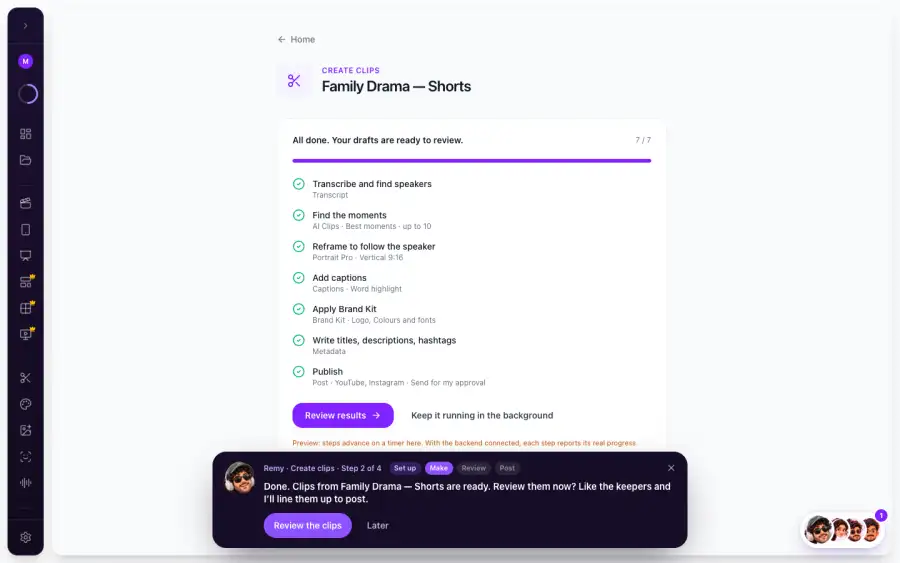 M
Home
CREATE CLIPS
Family Drama — Shorts
All done. Your drafts are ready to review.
7 / 7
Transcribe and find speakers
Transcript
Find the moments
AI Clips · Best moments · up to 10
Reframe to follow the speaker
Portrait Pro · Vertical 9:16
Add captions
Captions · Word highlight
Apply Brand Kit
Brand Kit · Logo, Colours and fonts
Write titles, descriptions, hashtags
Metadata
Publish
Post · YouTube, Instagram · Send for my approval
Review results →
Keep it running in the background
Preview: steps advance on a timer here. With the backend connected, each step reports its real progress.
Remy · Create clips · Step 2 of 4
Set up
Make
Review
Post
Done. Clips from Family Drama — Shorts are ready. Review them now? Like the keepers and
I'll line them up to post.
Review the clips
Later
1